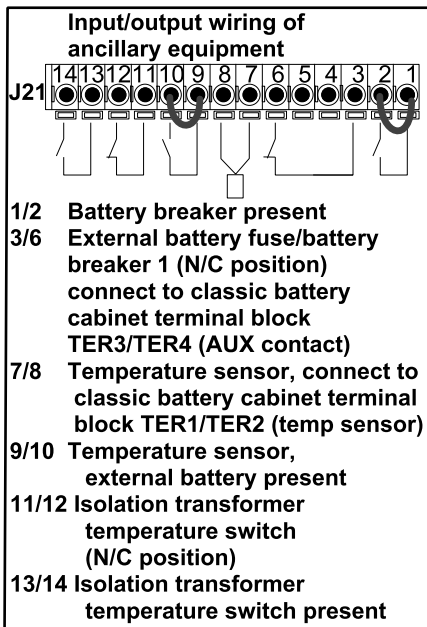 Input/output wiring of
ancillary equipment
14 13 12 11 10 9 8 7 6 5 4 3 2 1
J21
1/2 Battery breaker present
3/6 External battery fuse/battery
breaker 1 (N/C position)
connect to classic battery
cabinet terminal block
TER3/TER4 (AUX contact)
7/8 Temperature sensor, connect to
classic battery cabinet terminal
block TER1/TER2 (temp sensor)
9/10 Temperature sensor,
external battery present
11/12 Isolation transformer
temperature switch
(N/C position)
13/14 Isolation transformer
temperature switch present